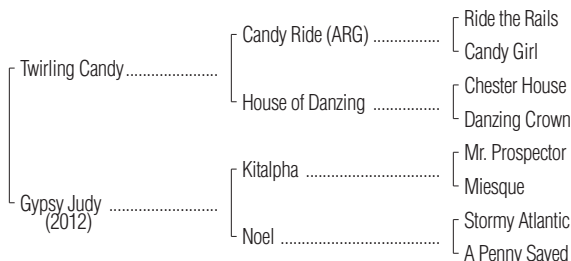 Ride the Rails
Candy Ride (ARG) ..................
Candy Girl
Twirling Candy........................
Chester House
House of Danzing ..................
Danzing Crown
Mr. Prospector
Kitalpha ...................................
Miesque
Gypsy Judy ...........................
(2012)
Stormy Atlantic
Noel ..........................................
A Penny Saved